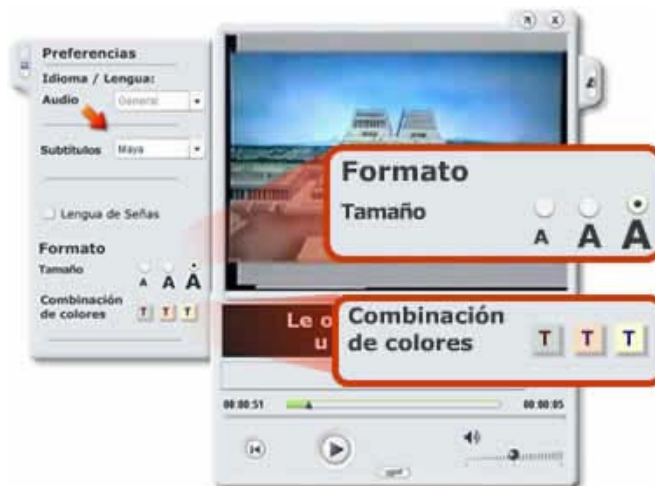 Preferencias
Idioma / Lengua:
Audio
General
Subtítulos
Maya
Lengua de Señas
Formato
Tamaño
A A A
Combinación
de colores
T T T
Formato
Tamaño
A A A
Le o
u
Combinación
de colores
T T T
00:00:51
00:00:05